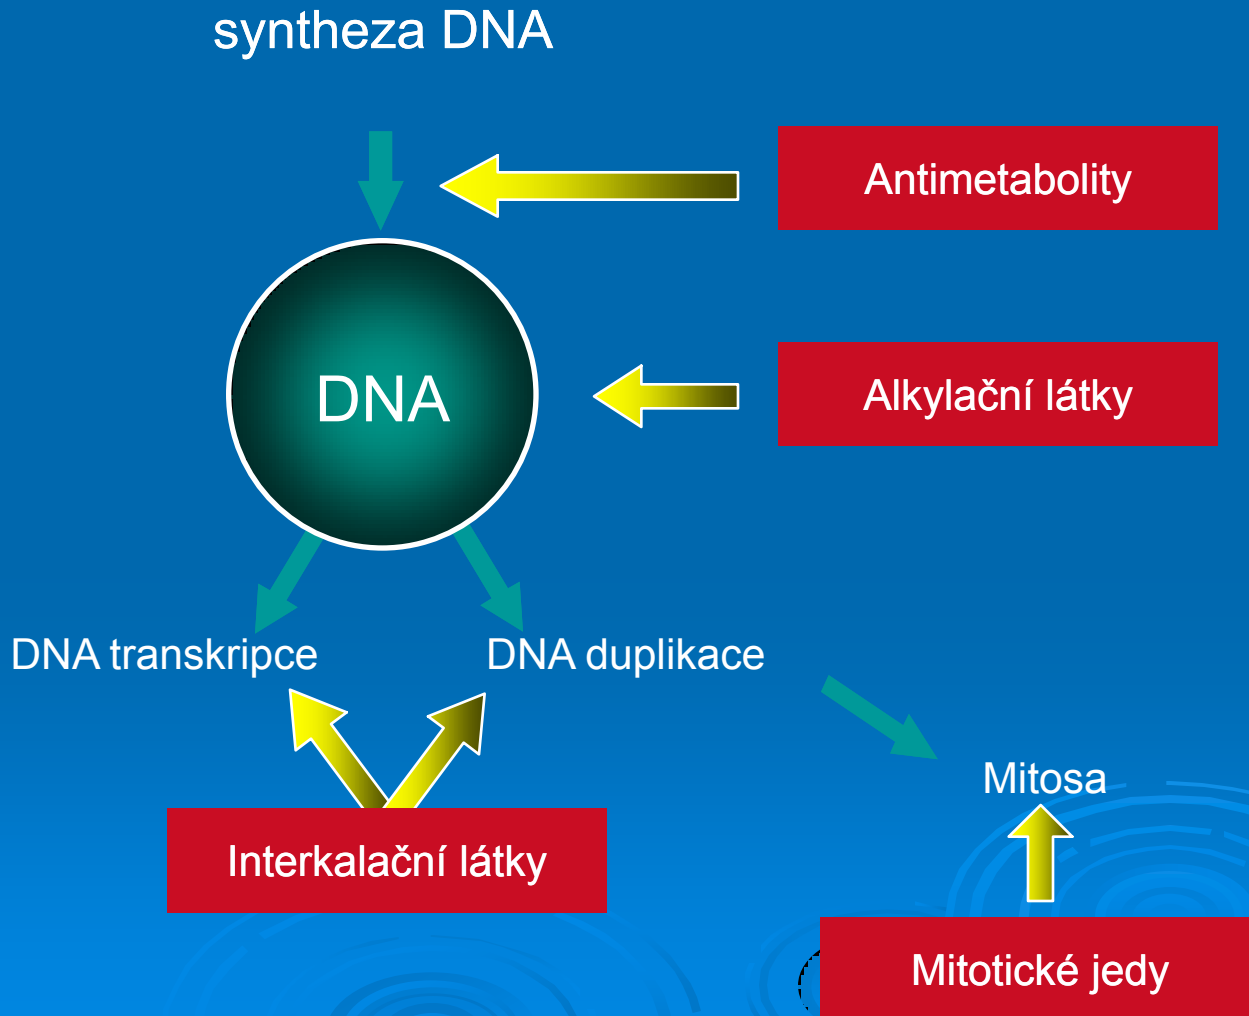 syntheza DNA
Antimetabolity
DNA
Alkylační látky
DNA transkripce
DNA duplikace
Mitosa
Interkalační látky
Mitotické jedy